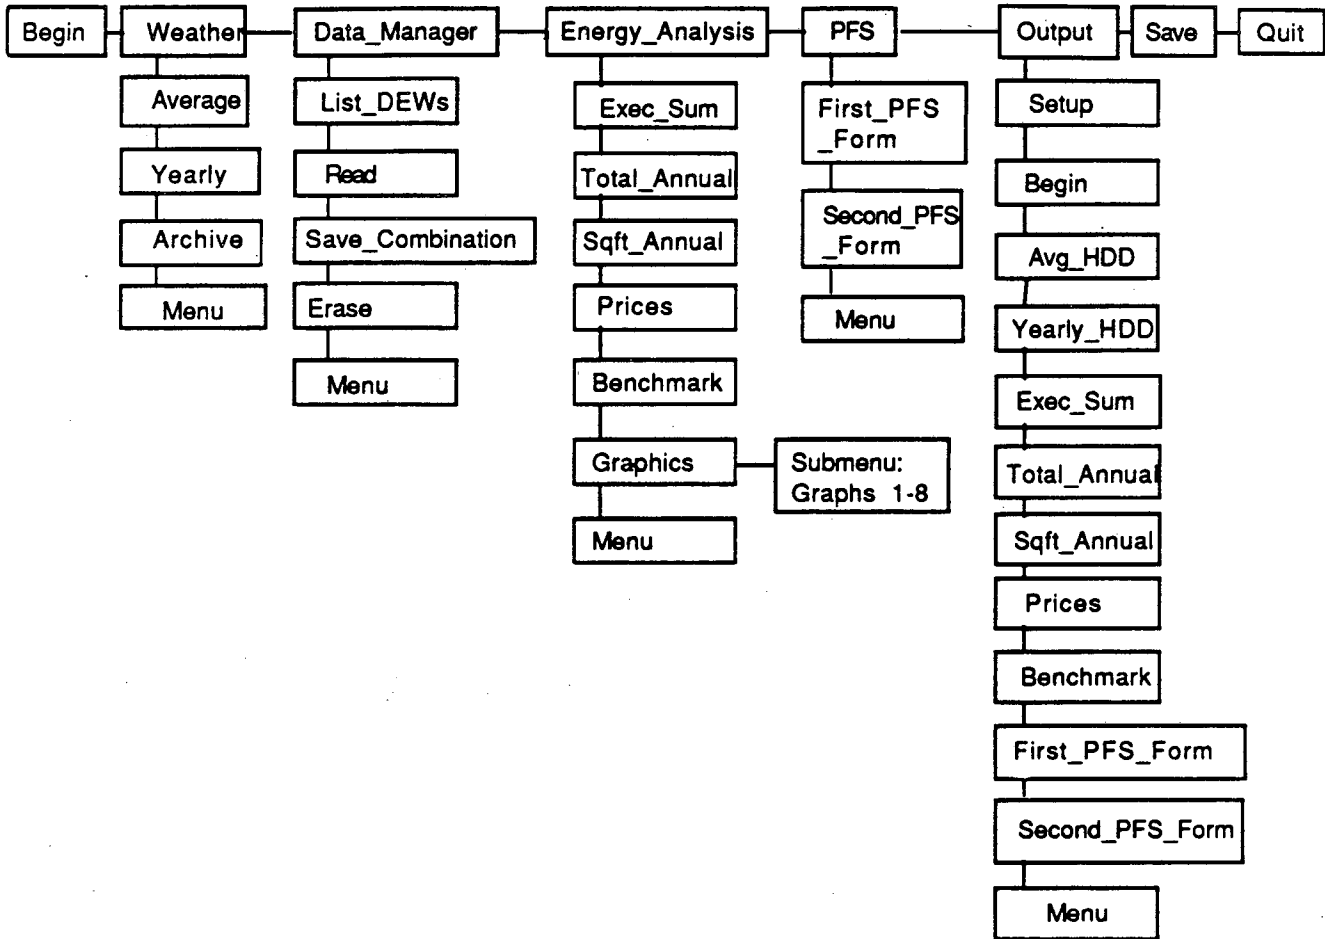 Begin
Weather
Data_Manager
Energy_Analysis
PFS
Output
Save
Quit
Average
Yearly
Archive
Menu
List_DEWs
Read
Save_Combination
Erase
Menu
Exec_Sum
Total_Annual
Sqft_Annual
Prices
Benchmark
Graphics
Submenu:
Graphs 1-8
Menu
First_PFS
_Form
Second_PFS
_Form
Menu
Setup
Begin
Avg_HDD
Yearly_HDD
Exec_Sum
Total_Annual
Sqft_Annual
Prices
Benchmark
First_PFS_Form
Second_PFS_Form
Menu